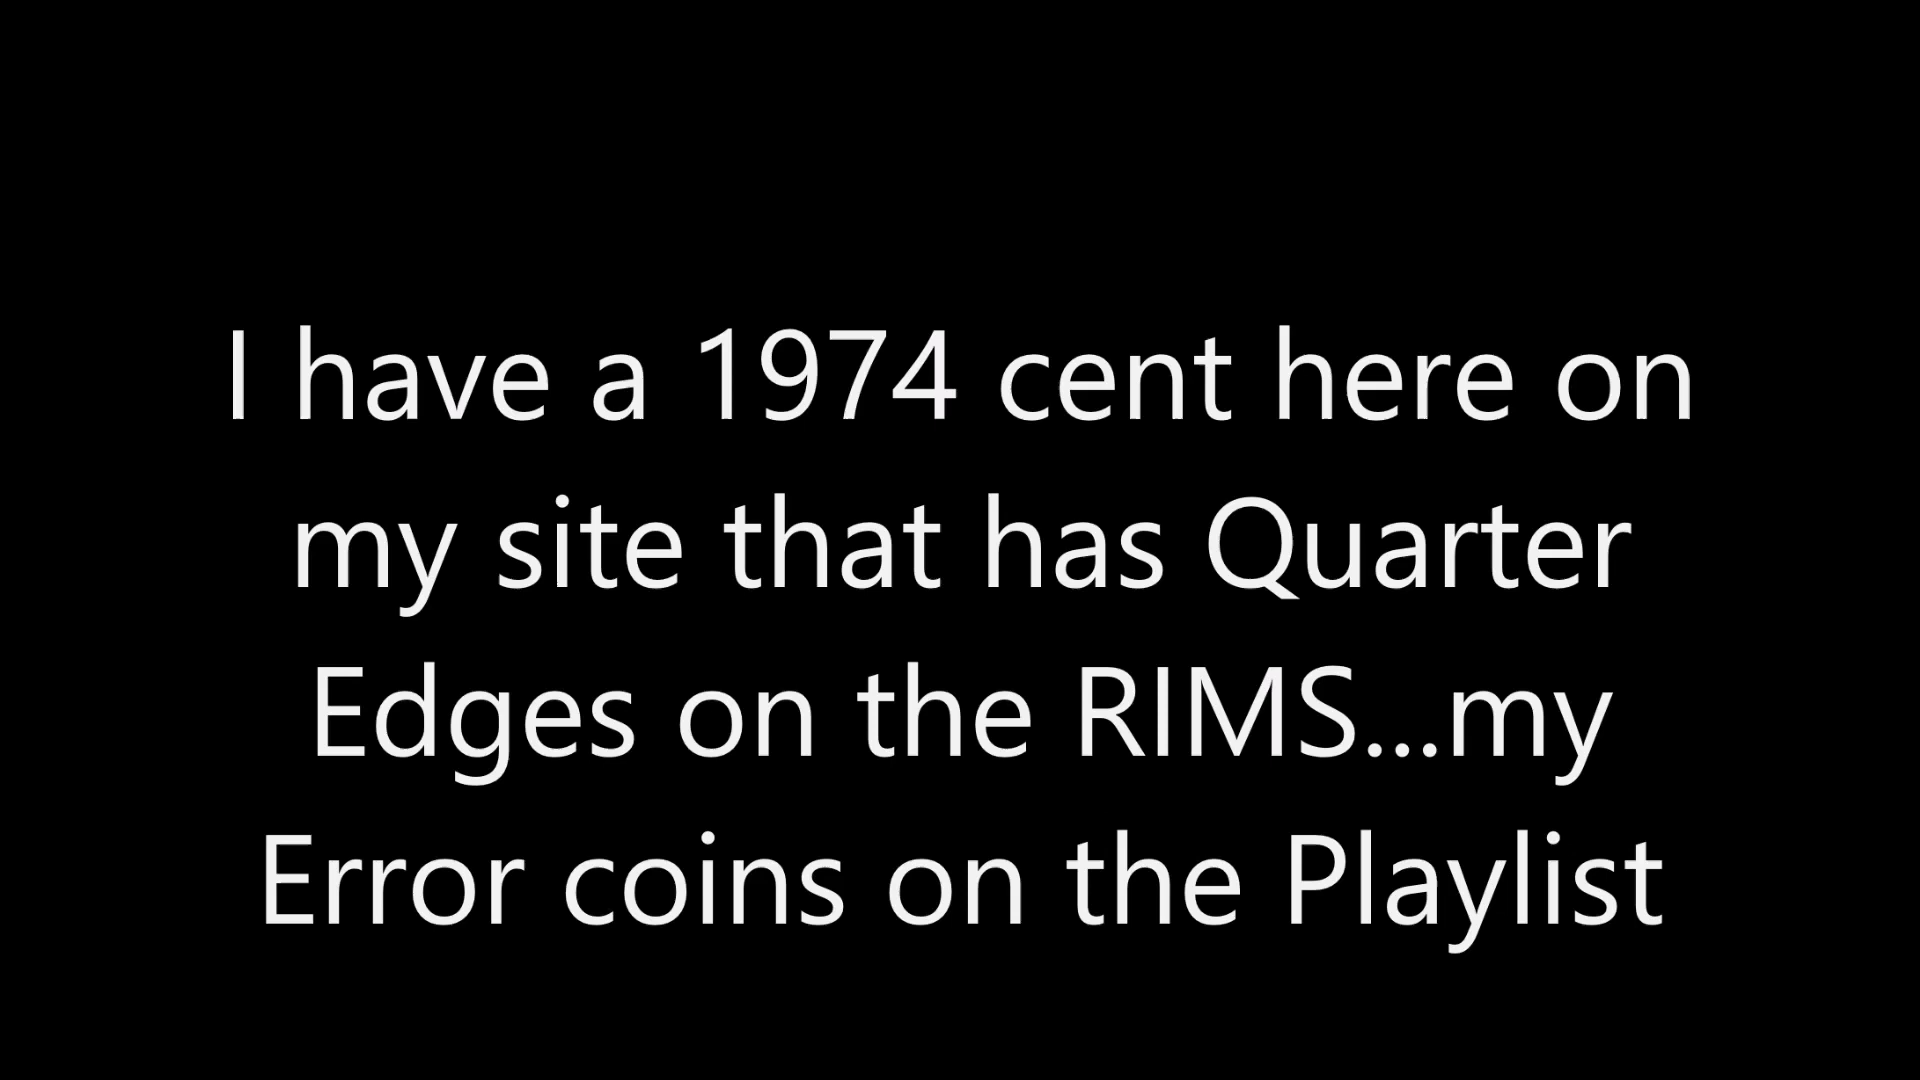 I have a 1974 cent here on
my site that has Quarter
Edges on the RIMS...my
Error coins on the Playlist